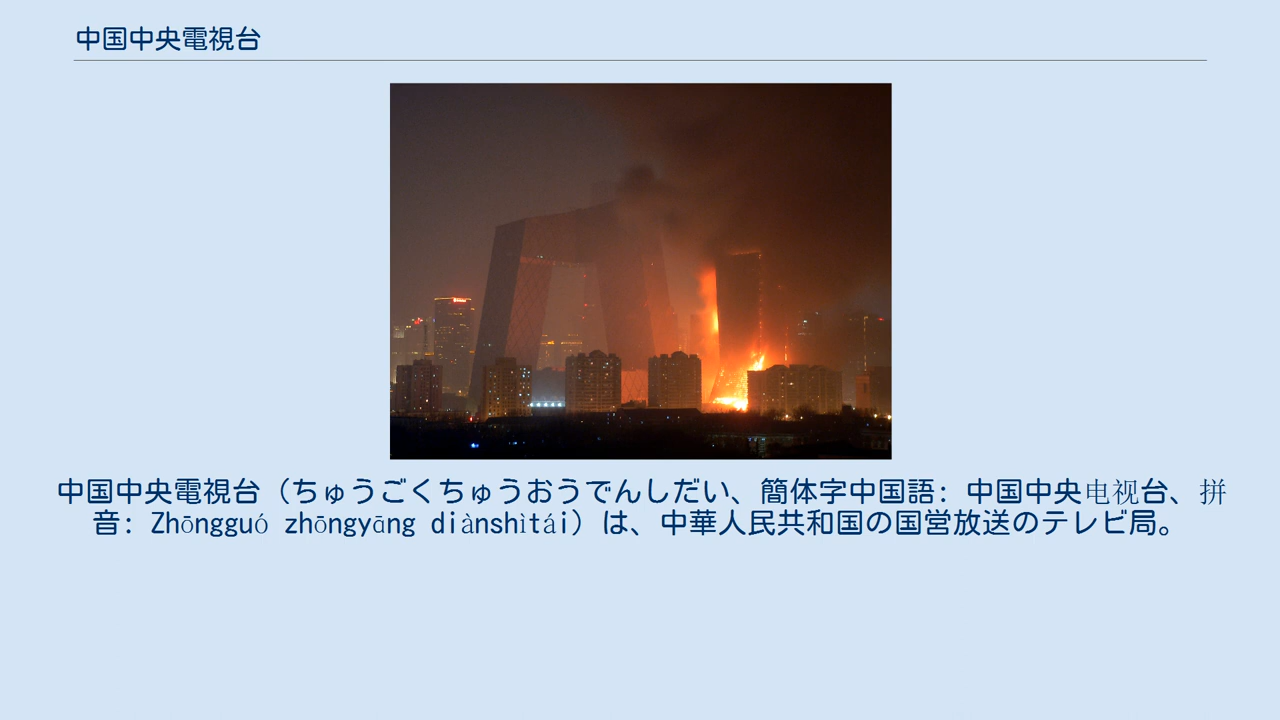 中国中央電視台
中国中央電視台（ちゅうごくちゅうおうでんしだい、簡体字中国語: 中国中央电视台、拼
音: Zhōngguó zhōngyāng diànshìtái）は、中華人民共和国の国営放送のテレビ局。